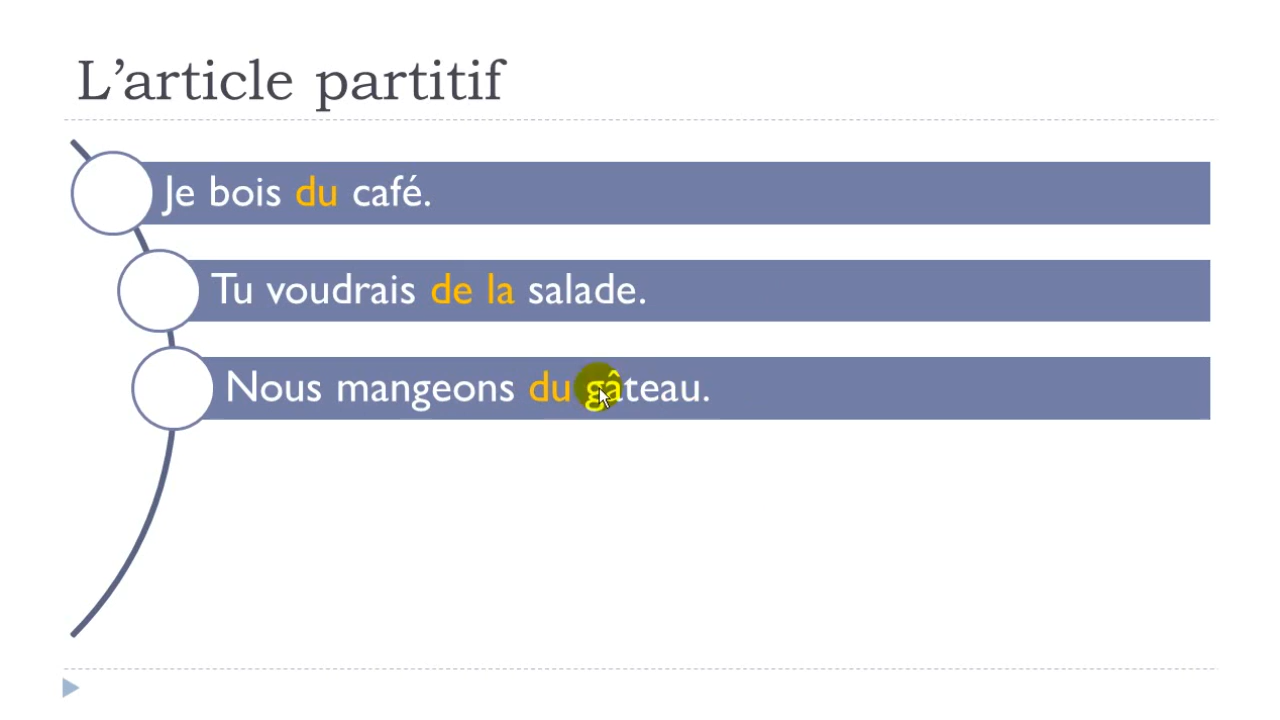 L’article partitif
Je bois du café.
Tu voudrais de la salade.
Nous mangeons du gâteau.